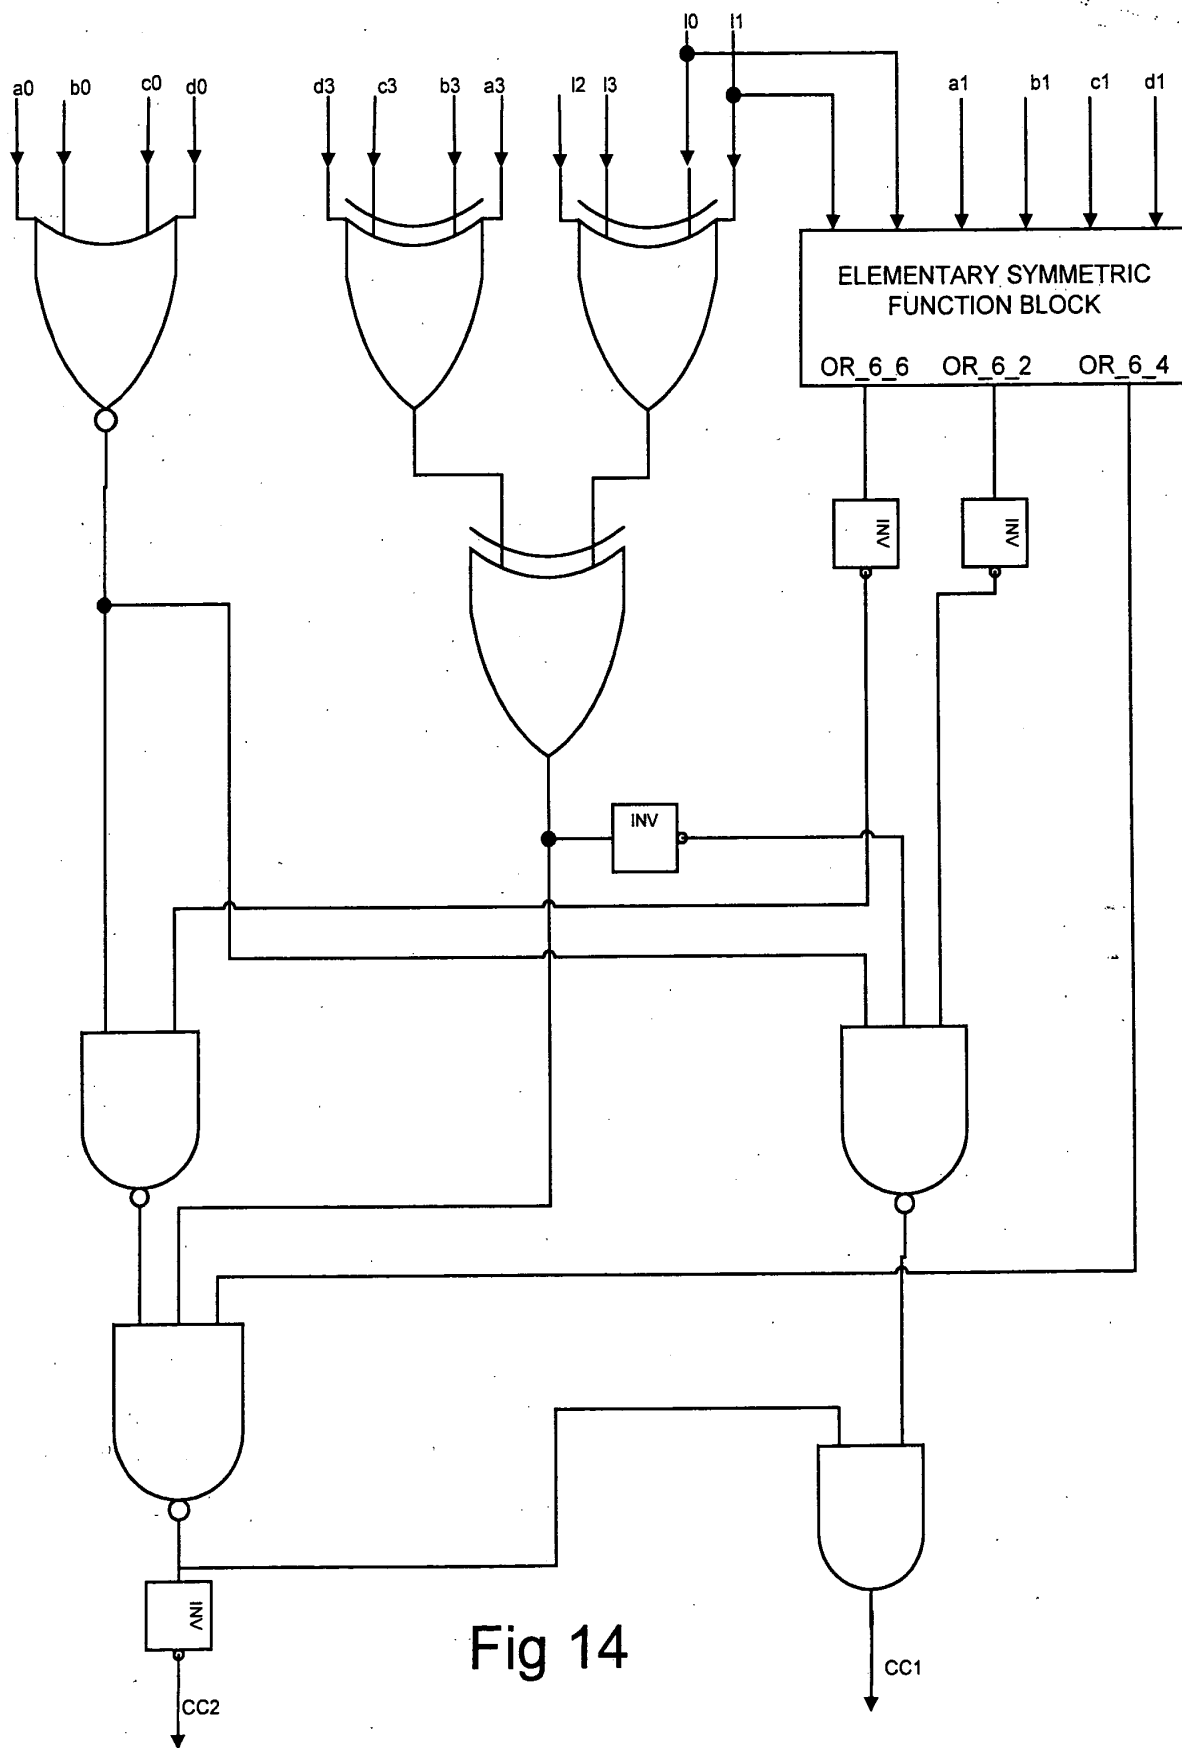 I0 I1
a0 b0 c0 d0 d3 c3 b3 a3 I2 I3 a1 b1 c1 d1
ELEMENTARY SYMMETRIC
FUNCTION BLOCK
OR_6_6 OR_6_2 OR_6_4
INV INV
INV
INV
Fig 14
CC1
CC2